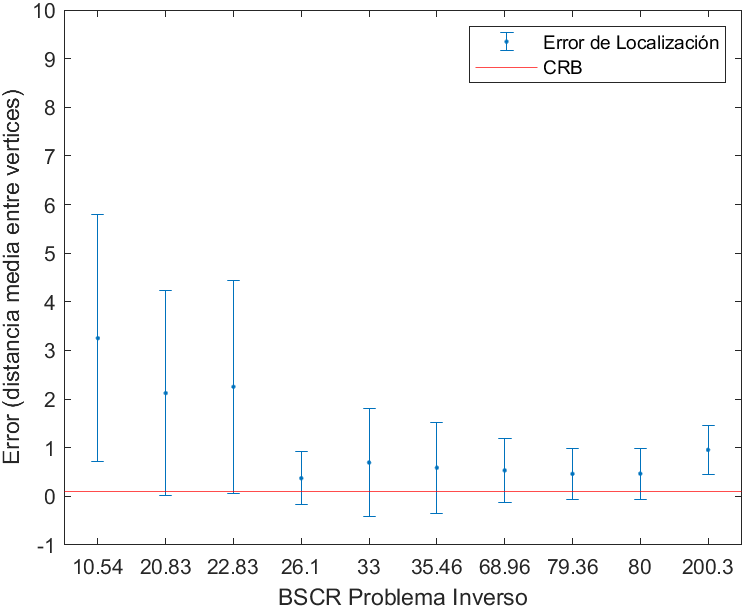 10
9
8
7
6
5
4
3
2
1
0
-1
Error (distancia media entre vertices)
Error de Localización
CRB
10.54 20.83 22.83 26.1 33 35.46 68.96 79.36 80 200.3
BSCR Problema Inverso